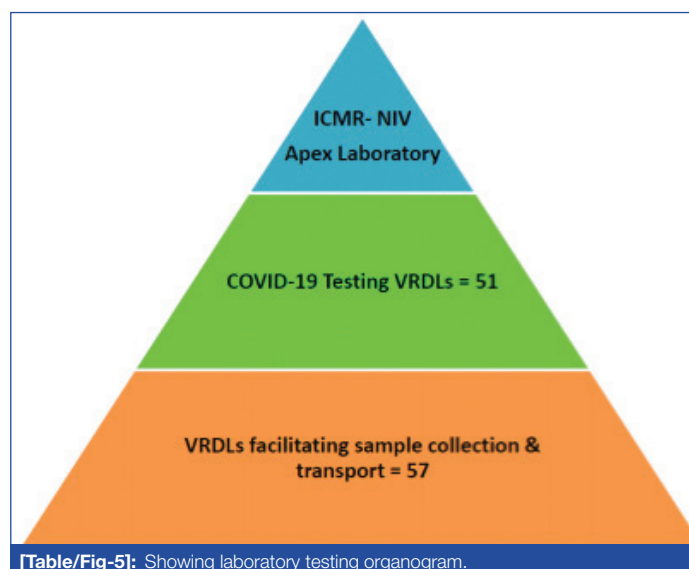 ICMR- NIV
Apex Laboratory
COVID-19 Testing VRDLs = 51
VRDLs facilitating sample collection &
transport = 57
[Table/Fig-5]: Showing laboratory testing organogram.